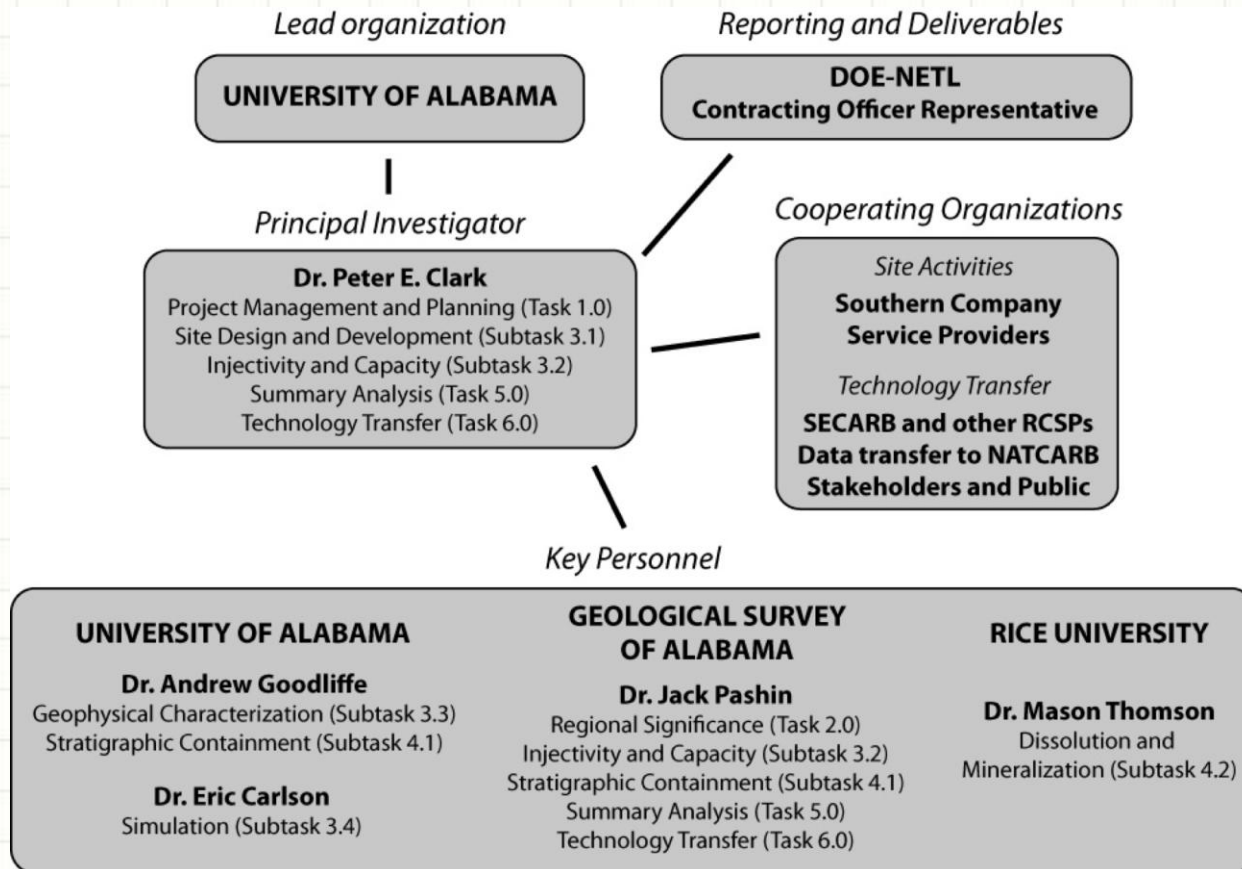 Lead organization
UNIVERSITY OF ALABAMA
Reporting and Deliverables
DOE-NETL
Contracting Officer Representative
Principal Investigator
Dr. Peter E. Clark
Project Management and Planning (Task 1.0)
Site Design and Development (Subtask 3.1)
Injectivity and Capacity (Subtask 3.2)
Summary Analysis (Task 5.0)
Technology Transfer (Task 6.0)
Cooperating Organizations
Site Activities
Southern Company
Service Providers
Technology Transfer
SECARB and other RCSPs
Data transfer to NATCARB
Stakeholders and Public
Key Personnel
UNIVERSITY OF ALABAMA
Dr. Andrew Goodliffe
Geophysical Characterization (Subtask 3.3)
Stratigraphic Containment (Subtask 4.1)
Dr. Eric Carlson
Simulation (Subtask 3.4)
GEOLOGICAL SURVEY
OF ALABAMA
Dr. Jack Pashin
Regional Significance (Task 2.0)
Injectivity and Capacity (Subtask 3.2)
Stratigraphic Containment (Subtask 4.1)
Summary Analysis (Task 5.0)
Technology Transfer (Task 6.0)
RICE UNIVERSITY
Dr. Mason Thomson
Dissolution and
Mineralization (Subtask 4.2)